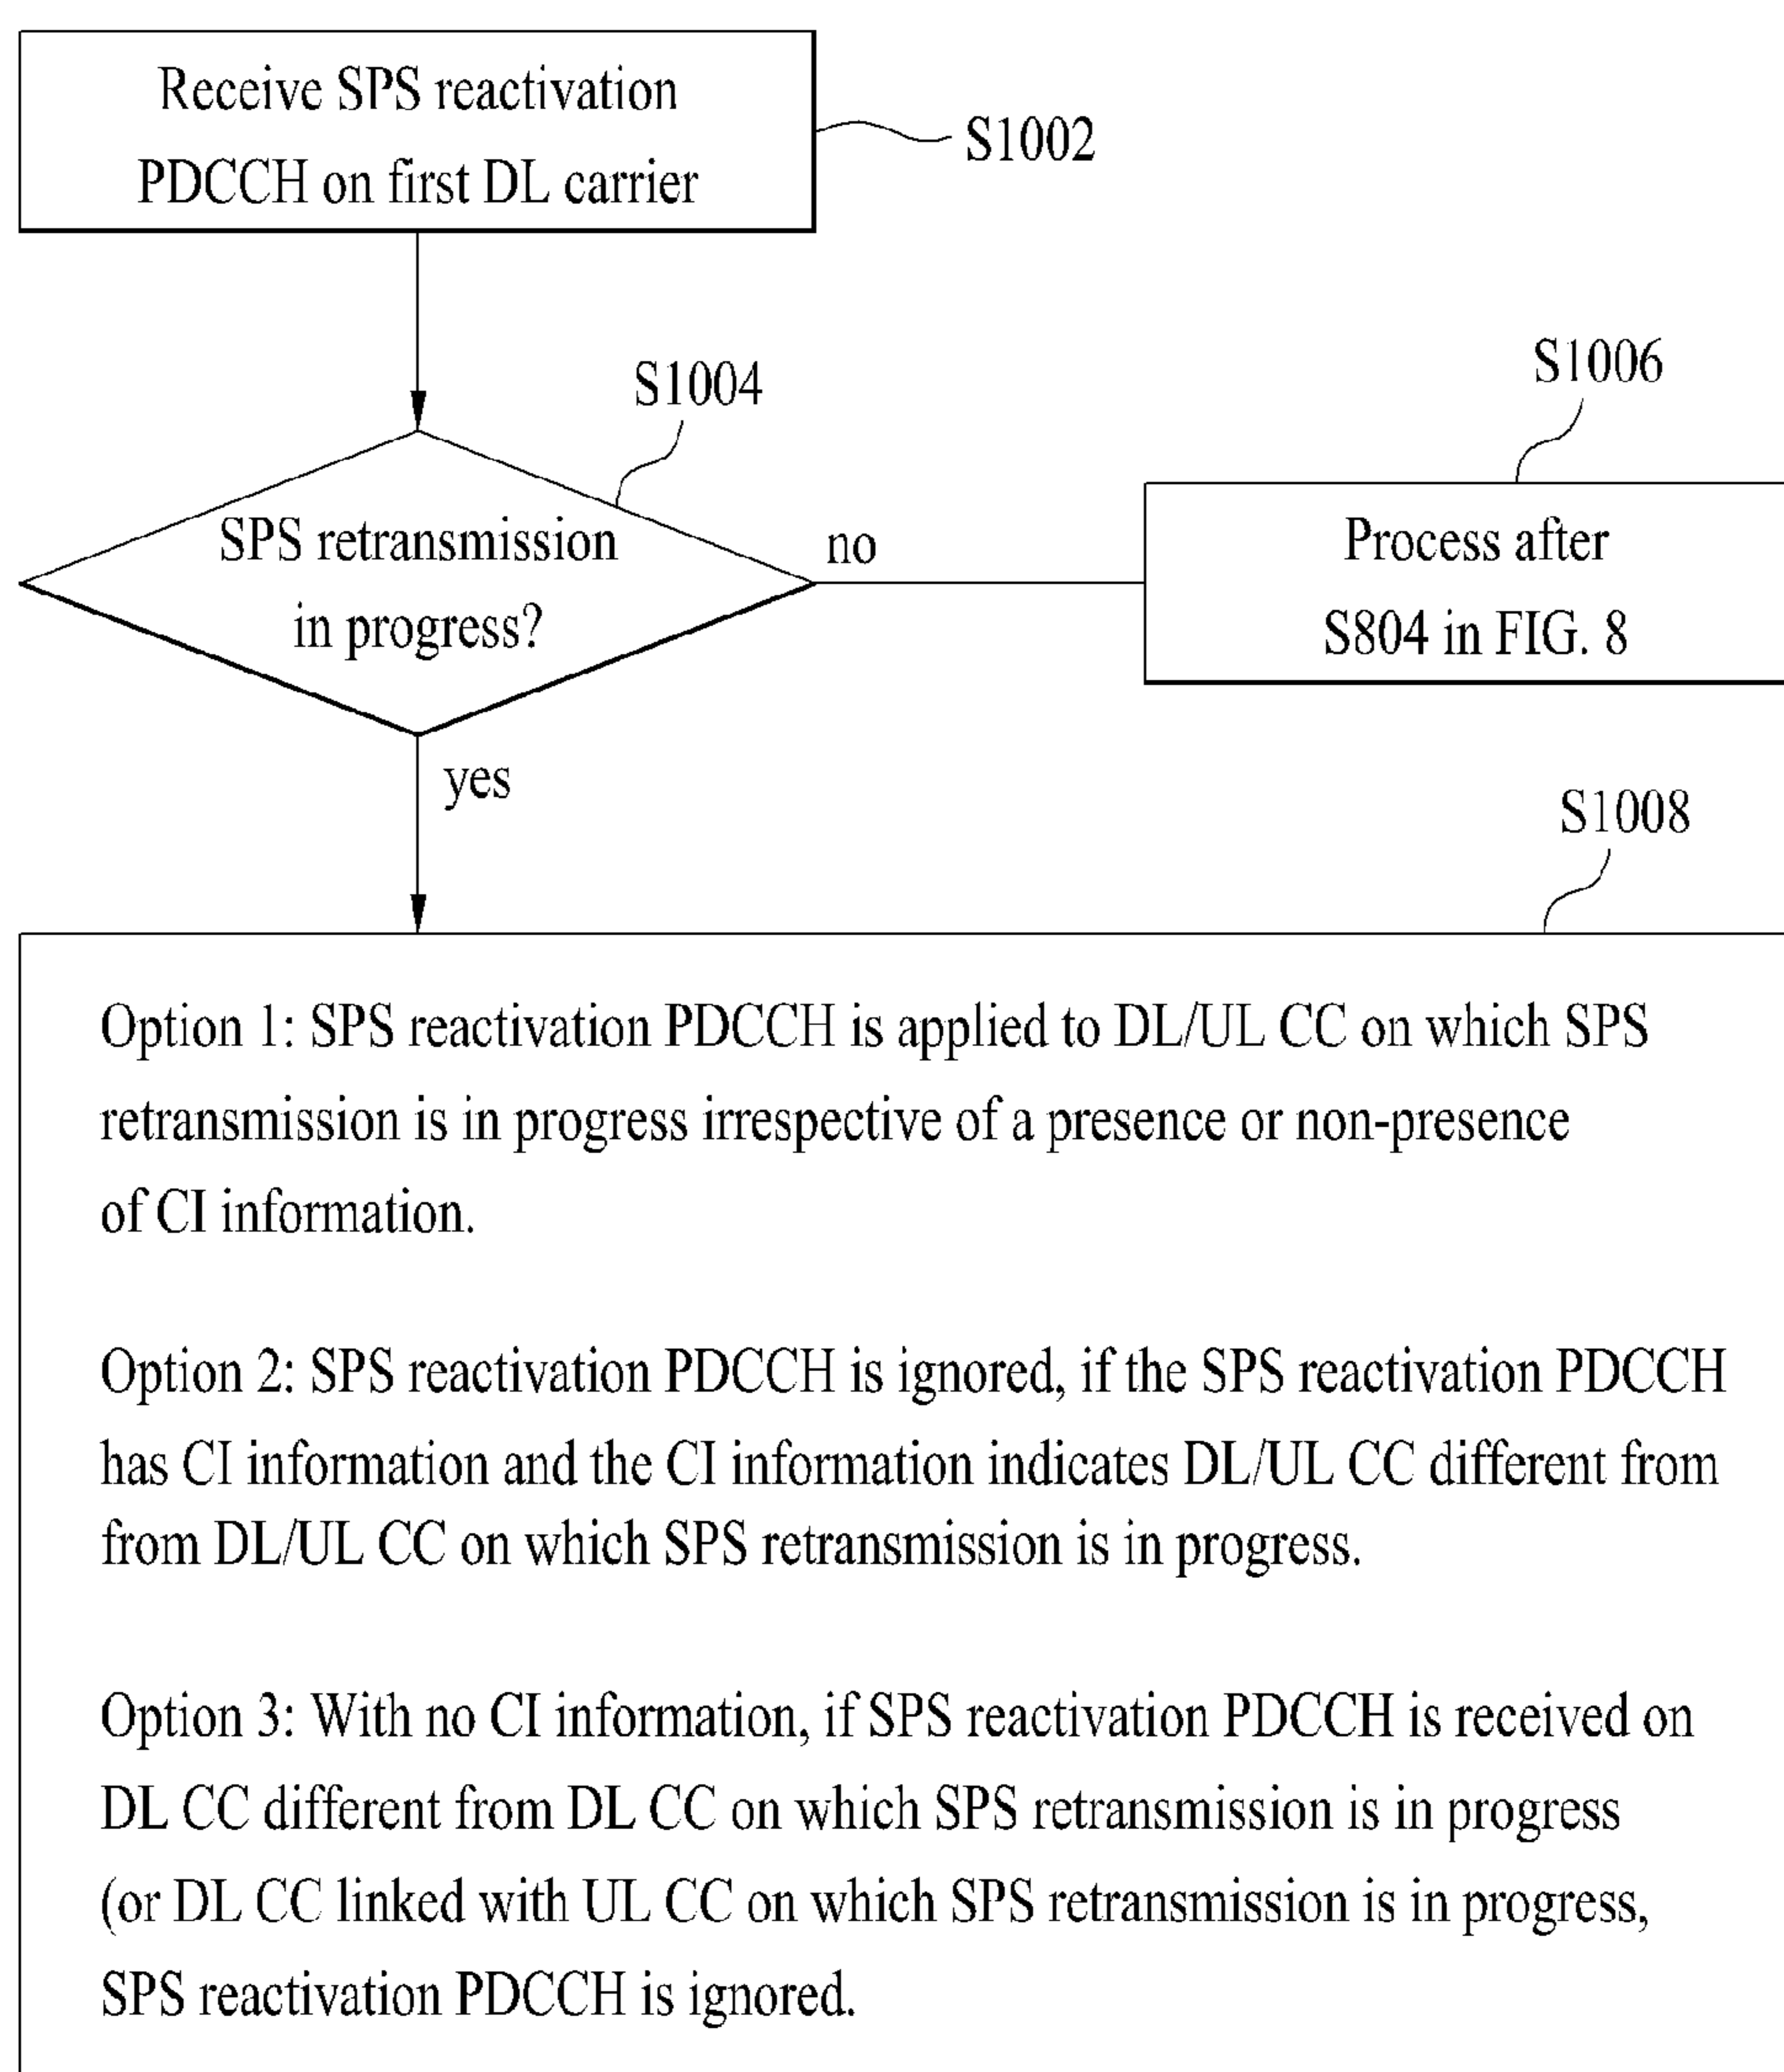 Receive SPS reactivation
PDCCH on first DL carrier
S1002
S1004
SPS retransmission
in progress?
no
S1006
Process after
S804 in FIG. 8
yes
S1008
Option 1: SPS reactivation PDCCH is applied to DL/UL CC on which SPS
retransmission is in progress irrespective of a presence or non-presence
of CI information.
Option 2: SPS reactivation PDCCH is ignored, if the SPS reactivation PDCCH
has CI information and the CI information indicates DL/UL CC different from
from DL/UL CC on which SPS retransmission is in progress.
Option 3: With no CI information, if SPS reactivation PDCCH is received on
DL CC different from DL CC on which SPS retransmission is in progress
(or DL CC linked with UL CC on which SPS retransmission is in progress,
SPS reactivation PDCCH is ignored.